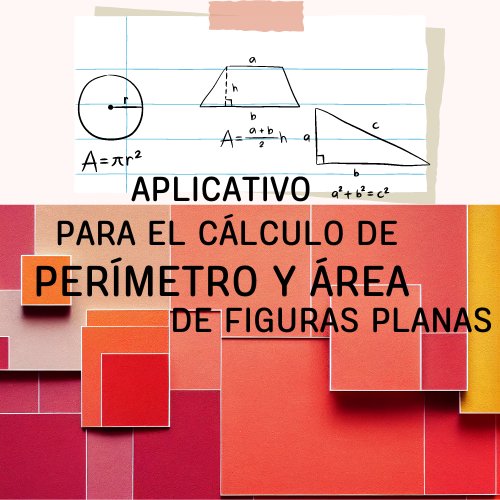 r
a
h
b
A=πr²
A=a+b/2 h
a
c
b
a²+b²=c²
APLICATIVO
PARA EL CÁLCULO DE
PERÍMETRO Y ÁREA
DE FIGURAS PLANAS